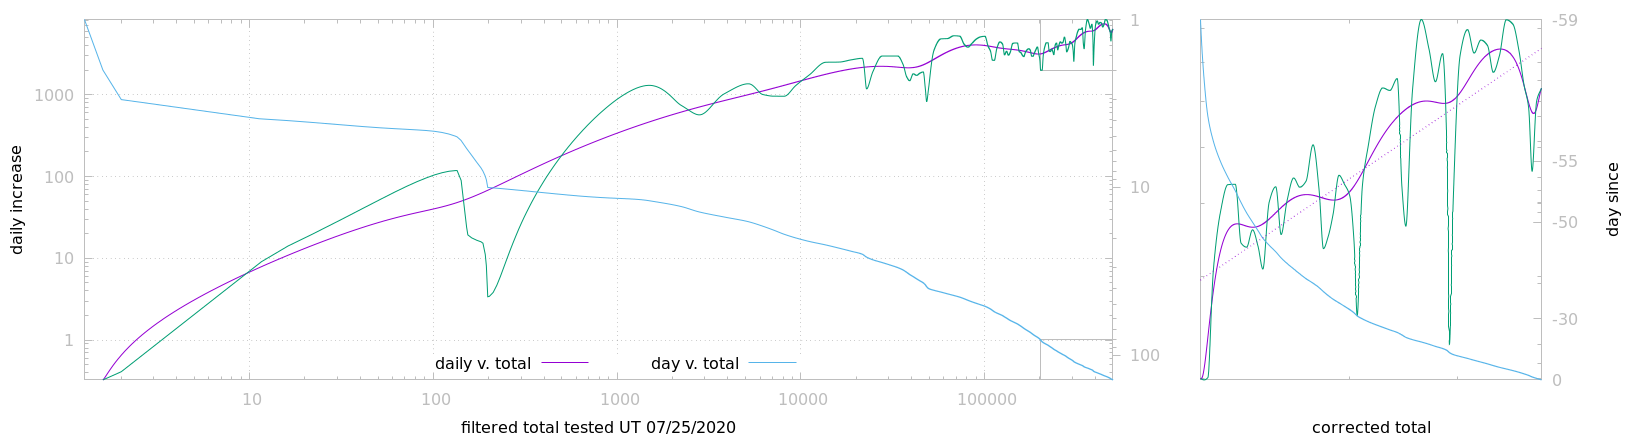 daily increase
1000
100
10
1
daily v. total
day v. total
10
100
1000
10000
100000
filtered total tested UT 07/25/2020
1
10
100
-59
-55
-50
-30
0
day since
corrected total